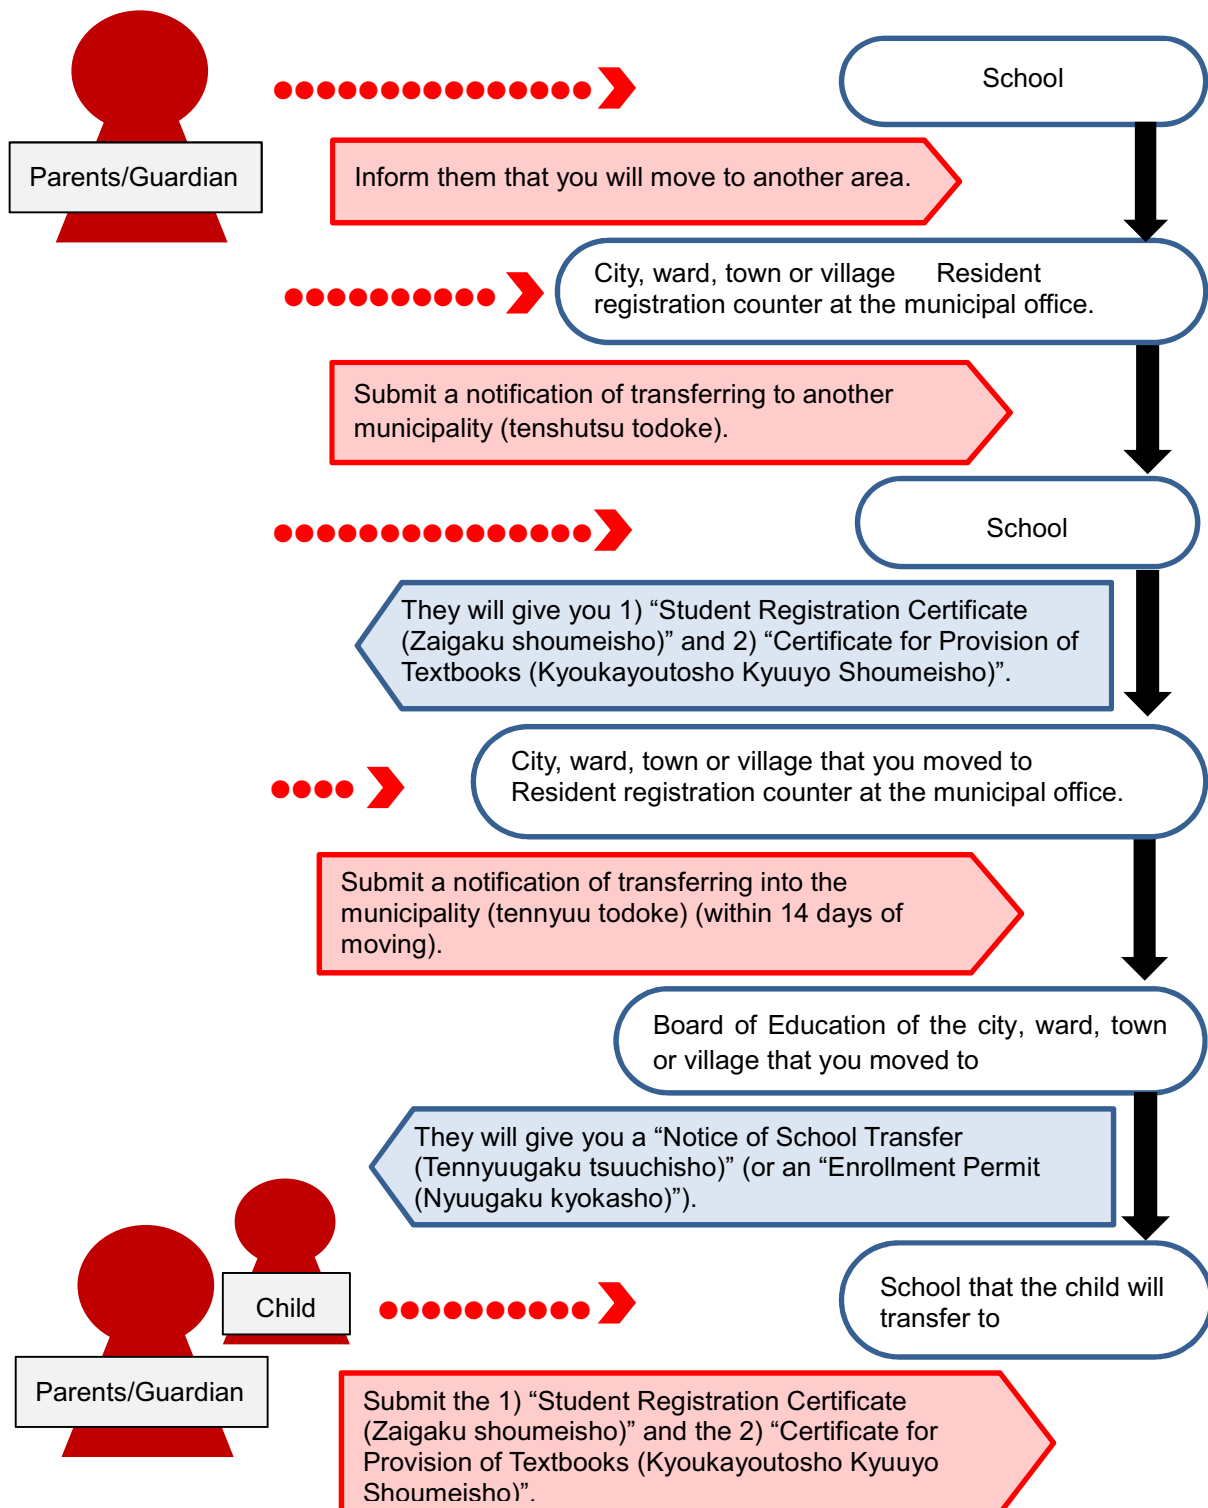 School
Parents/Guardian
Inform them that you will move to another area.
City, ward, town or village Resident
registration counter at the municipal office.
Submit a notification of transferring to another
municipality (tenshutsu todoke).
School
They will give you 1) “Student Registration Certificate
(Zaigaku shoumeisho)” and 2) “Certificate for Provision of
Textbooks (Kyoukayoutosho Kyuuyo Shoumeisho)”.
City, ward, town or village that you moved to
Resident registration counter at the municipal office.
Submit a notification of transferring into the
municipality (tennyuu todoke) (within 14 days of
moving).
Board of Education of the city, ward, town
or village that you moved to
They will give you a “Notice of School Transfer
(Tennyuugaku tsuuchisho)” (or an “Enrollment Permit
(Nyuugaku kyokasho)”).
School that the child will
transfer to
Child
Parents/Guardian
Submit the 1) “Student Registration Certificate
(Zaigaku shoumeisho)” and the 2) “Certificate for
Provision of Textbooks (Kyoukayoutosho Kyuuyo
Shoumeisho)”.